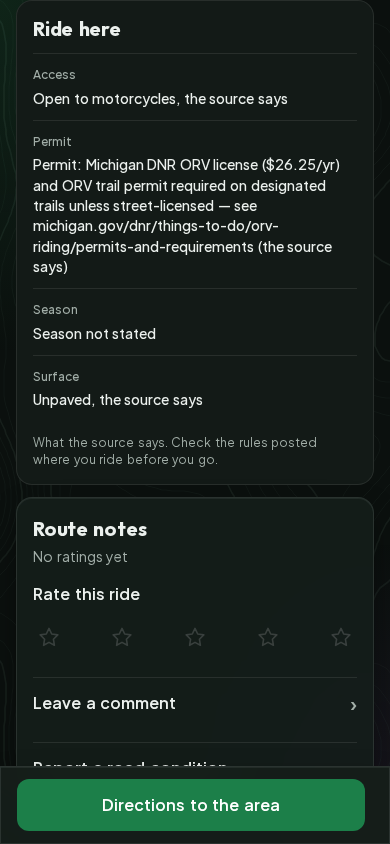 Ride here
Access
Open to motorcycles, the source says
Permit
Permit: Michigan DNR ORV license ($26.25/yr)
and ORV trail permit required on designated
trails unless street-licensed — see
michigan.gov/dnr/things-to-do/orv-
riding/permits-and-requirements (the source
says)
Season
Season not stated
Surface
Unpaved, the source says
What the source says. Check the rules posted
where you ride before you go.
Route notes
No ratings yet
Rate this ride
Leave a comment
Report a road condition
Directions to the area